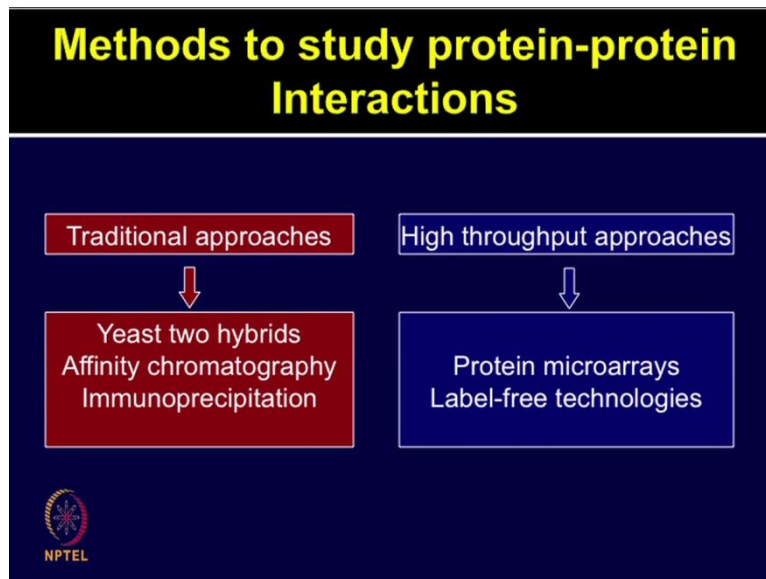 Methods to study protein-protein
Interactions
Traditional approaches
Yeast two hybrids
Affinity chromatography
Immunoprecipitation
High throughput approaches
Protein microarrays
Label-free technologies
NPTEL